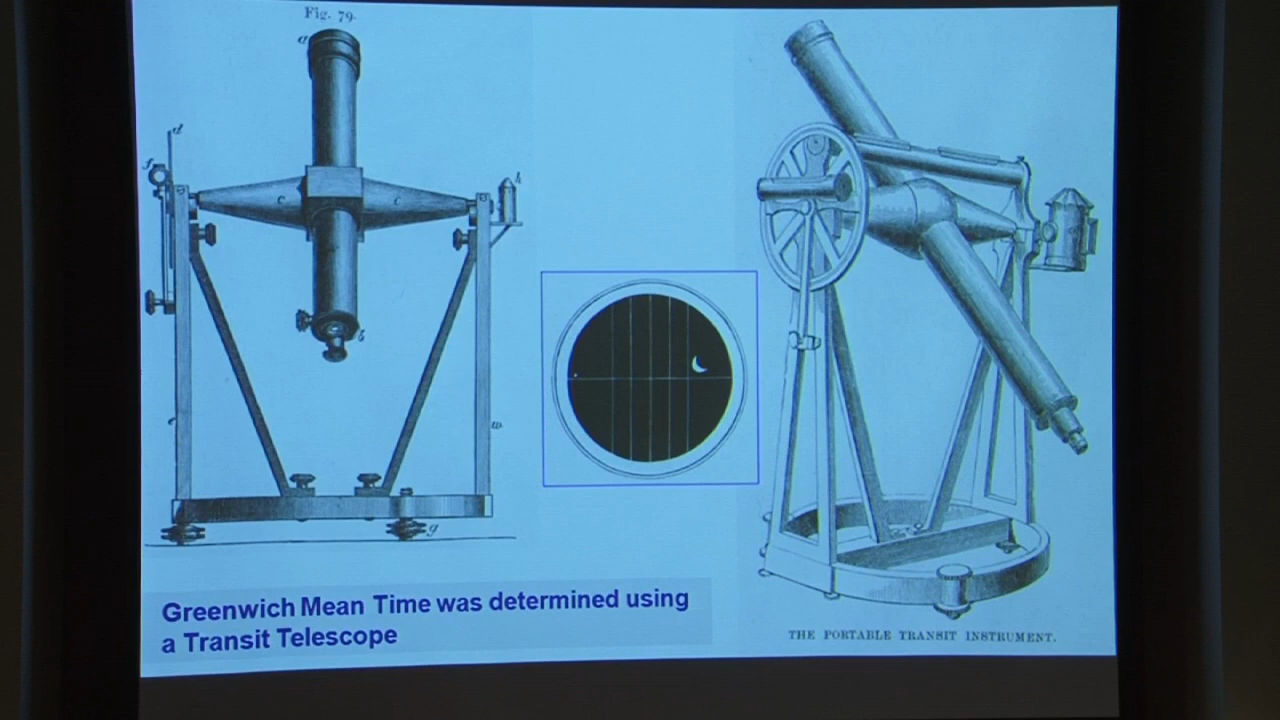 Fig. 79.
a
d
f
h
c
c
b
w
g
Greenwich Mean Time was determined using
a Transit Telescope
THE PORTABLE TRANSIT INSTRUMENT.